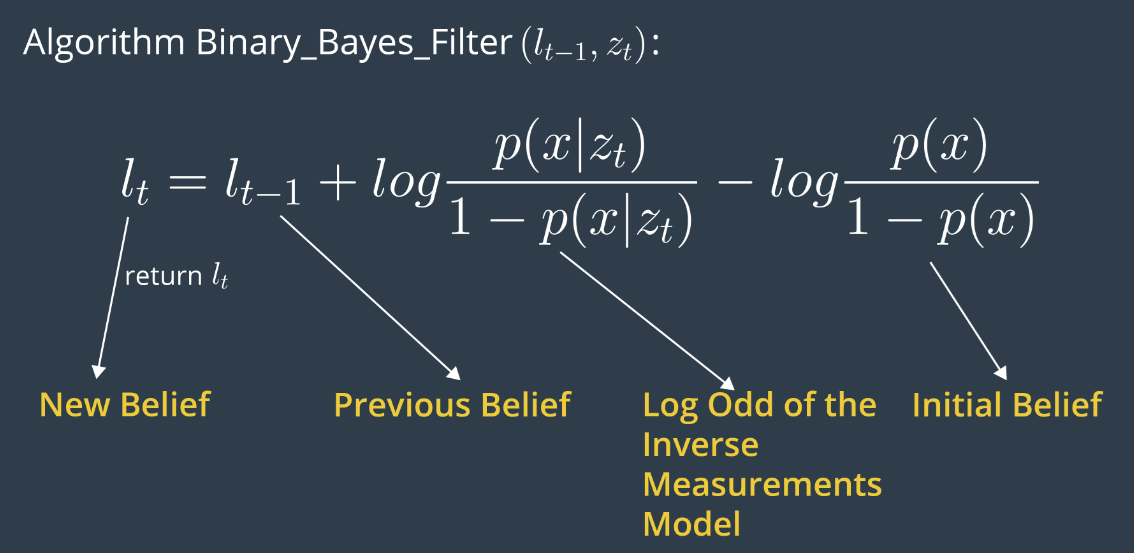 Algorithm Binary_Bayes_Filter (l_{t-1}, z_t):
l_t = l_{t-1} + log \frac{p(x|z_t)}{1 - p(x|z_t)} - log \frac{p(x)}{1 - p(x)}
return l_t
New Belief Previous Belief Log Odd of the Initial Belief
Inverse
Measurements
Model